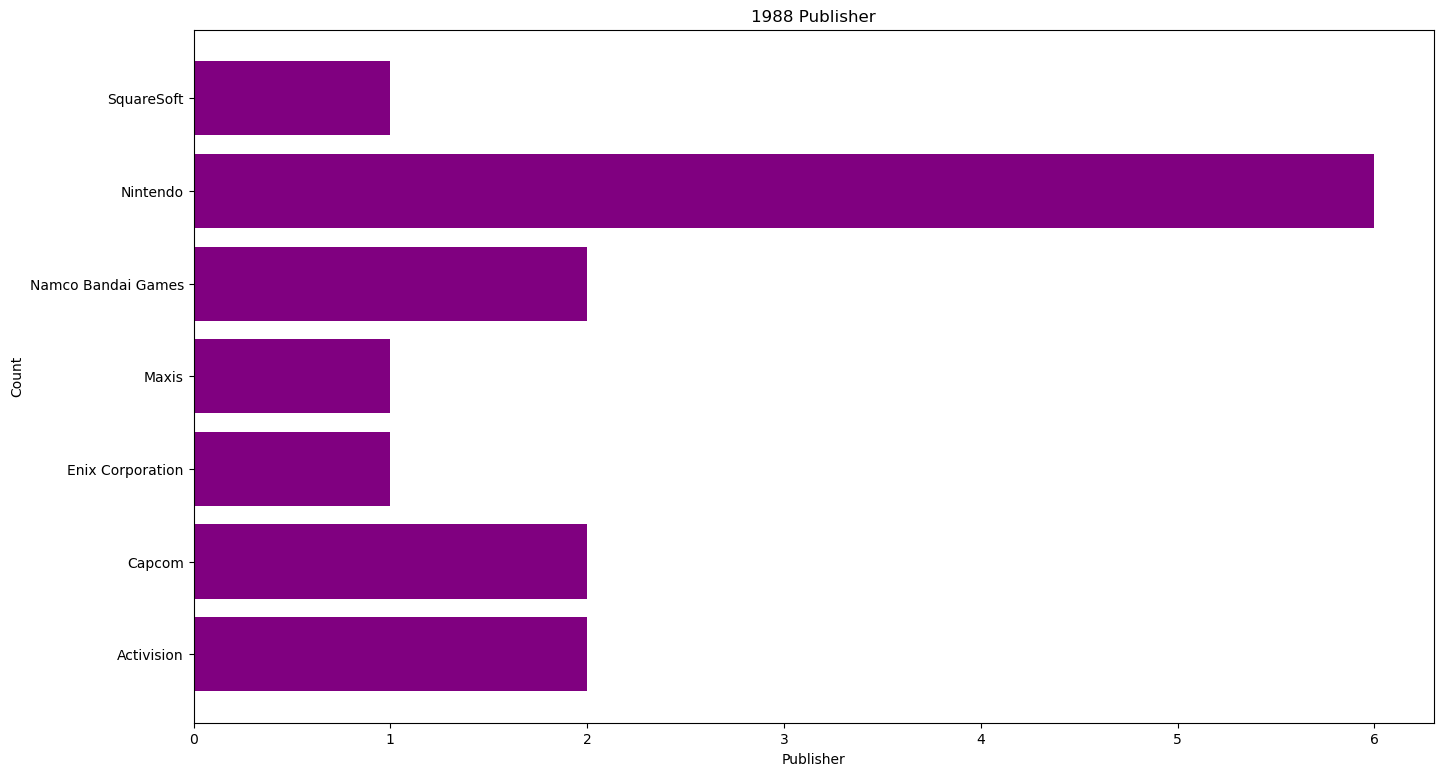 1988 Publisher
SquareSoft
Nintendo
Namco Bandai Games
Maxis
Enix Corporation
Capcom
Activision
Count
0 1 2 3 4 5 6
Publisher